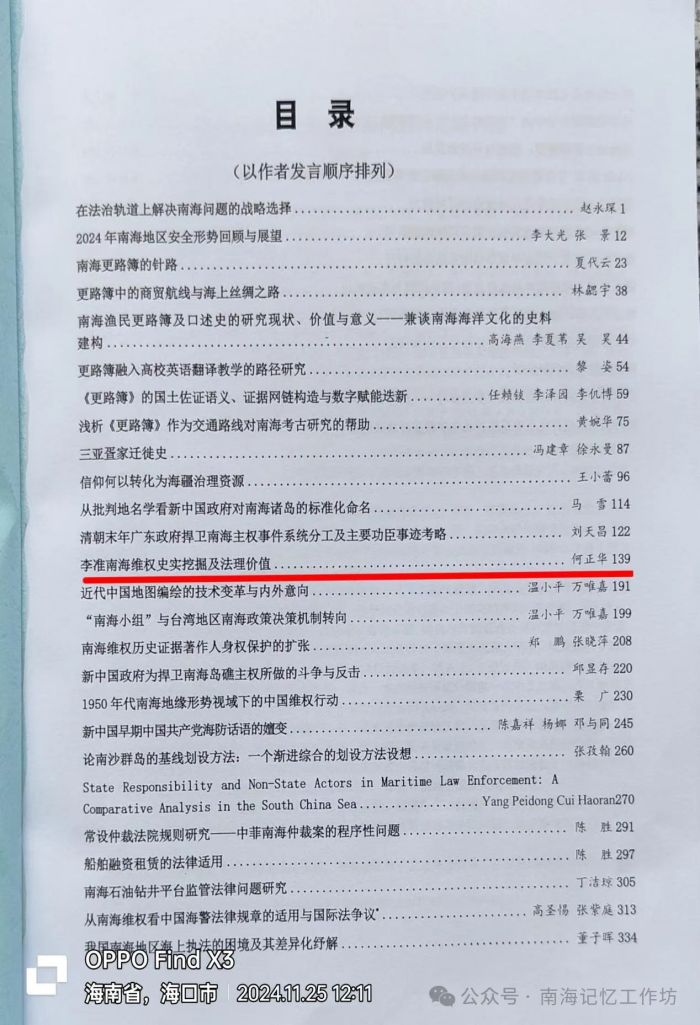 目 录
（以作者发言顺序排列）
在法治轨道上解决南海问题的战略选择 赵永琛 1
2024 年南海地区安全形势回顾与展望 李大光 张 景 12
南海更路簿的针路 夏代云 23
更路簿中的商贸航线与海上丝绸之路 林勰宇 38
南海渔民更路簿及口述史的研究现状、价值与意义——兼谈南海海洋文化的史料
建构 高海燕 李夏苇 吴 昊 44
更路簿融入高校英语翻译教学的路径研究 黎 姿 54
《更路簿》的国土佐证语义、证据网链构造与数字赋能迭新 任赖锬 李泽园 李仉博 59
浅析《更路簿》作为交通路线对南海考古研究的帮助 黄婉华 75
三亚疍家迁徙史 冯建章 徐永曼 87
信仰何以转化为海疆治理资源 王小蕾 96
从批判地名学看新中国政府对南海诸岛的标准化命名 马 雪 114
清朝末年广东政府捍卫南海主权事件系统分工及主要功臣事迹考略 刘天昌 122
李准南海维权史实挖掘及法理价值 何正华 139
近代中国地图编绘的技术变革与内外意向 温小平 万唯嘉 191
“南海小组”与台湾地区南海政策决策机制转向 温小平 万唯嘉 199
南海维权历史证据著作人身权保护的扩张 郑 鹏 张晓萍 208
新中国政府为捍卫南海岛礁主权所做的斗争与反击 邱显存 220
1950 年代南海地缘形势视域下的中国维权行动 栗 广 230
新中国早期中国共产党海防话语的嬗变 陈嘉祥 杨娜 邓与同 245
论南沙群岛的基线划设方法：一个渐进综合的划设方法设想 张孜翰 260
State Responsibility and Non-State Actors in Maritime Law Enforcement: A
Comparative Analysis in the South China Sea Yang Peidong Cui Haoran270
常设仲裁法院规则研究——中菲南海仲裁案的程序性问题 陈 胜 291
船舶融资租赁的法律适用 陈 胜 297
南海石油钻井平台监管法律问题研究 丁洁琼 305
从南海维权看中国海警法律规章的适用与国际法争议* 高圣惕 张紫庭 313
我国南海地区海上执法的困境及其差异化纾解 董子晖 334
OPPO Find X3
海南省，海口市 2024.11.25 12:11
公众号·南海记忆工作坊